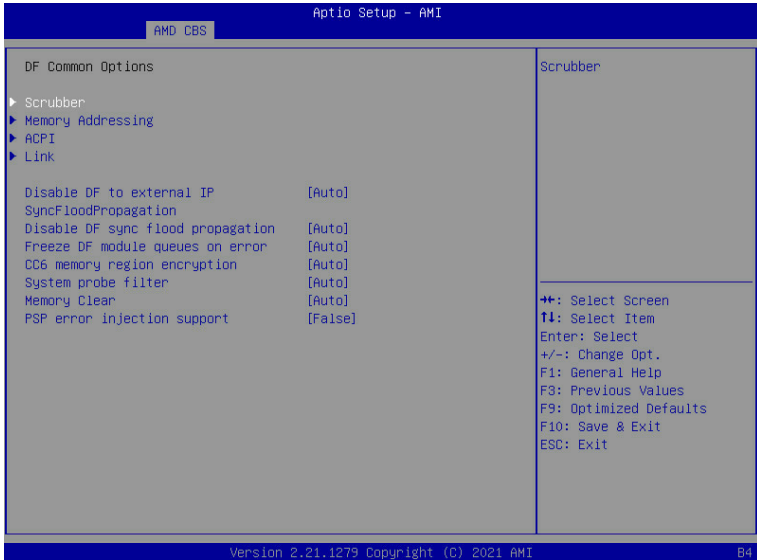 Aptio Setup – AMI
AMD CBS
DF Common Options
Scrubber
Memory Addressing
ACPI
Link
Disable DF to external IP [Auto]
SyncFloodPropagation
Disable DF sync flood propagation [Auto]
Freeze DF module queues on error [Auto]
CC6 memory region encryption [Auto]
System probe filter [Auto]
Memory Clear [Auto]
PSP error injection support [False]
Scrubber
→←: Select Screen
↑↓: Select Item
Enter: Select
+/-: Change Opt.
F1: General Help
F3: Previous Values
F9: Optimized Defaults
F10: Save & Exit
ESC: Exit
Version 2.21.1279 Copyright (C) 2021 AMI
B4